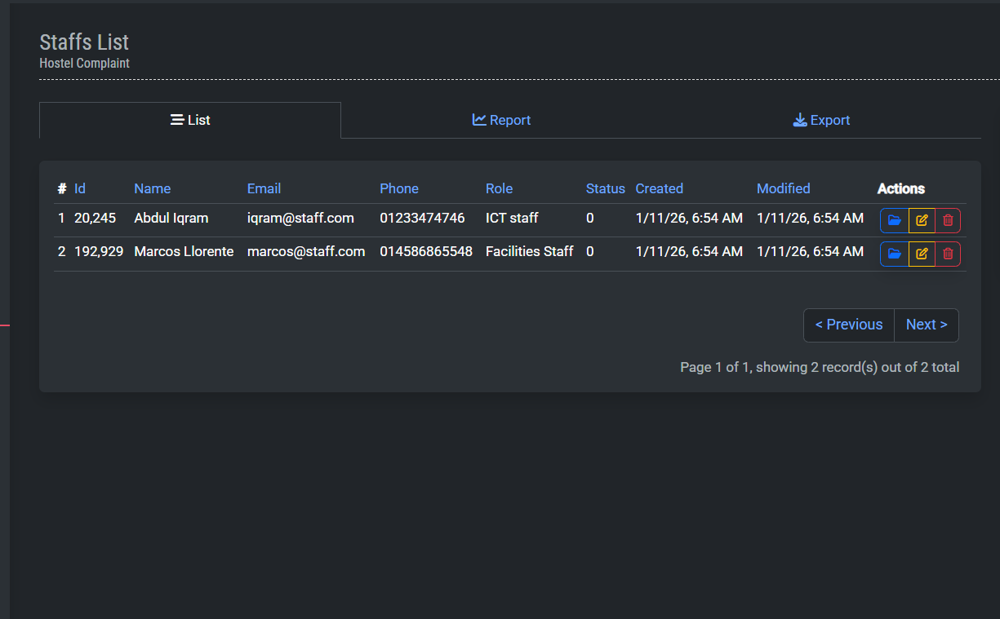 Staffs List
Hostel Complaint
List Report Export
# Id Name Email Phone Role Status Created Modified Actions
1 20,245 Abdul Iqram iqram@staff.com 01233474746 ICT staff 0 1/11/26, 6:54 AM 1/11/26, 6:54 AM
2 192,929 Marcos Llorente marcos@staff.com 014586865548 Facilities Staff 0 1/11/26, 6:54 AM 1/11/26, 6:54 AM
< Previous Next >
Page 1 of 1, showing 2 record(s) out of 2 total